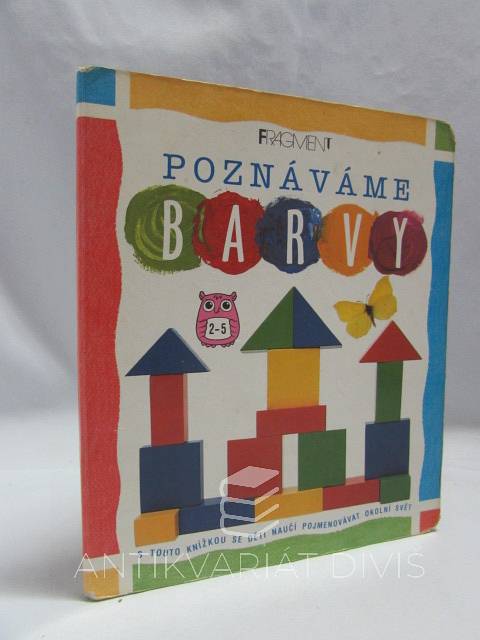 FRAGMENT
POZNÁVÁME
BARVY
2-5
S TOUTO KNÍŽKOU SE DĚTI NAUČÍ POJMENOVÁVAT OKOLNÍ SVĚT
ANTIKVARIÁT DIVIŠ